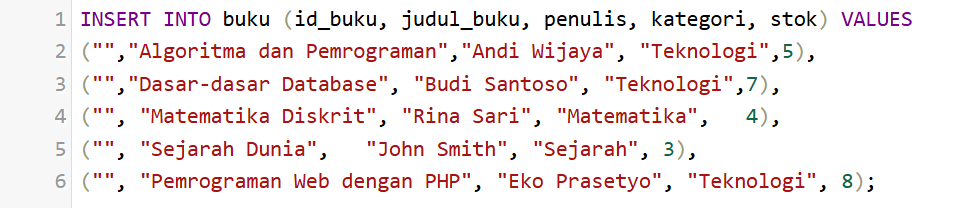 1 INSERT INTO buku (id_buku, judul_buku, penulis, kategori, stok) VALUES
2 ("","Algoritma dan Pemrograman","Andi Wijaya", "Teknologi",5),
3 ("","Dasar-dasar Database", "Budi Santoso", "Teknologi",7),
4 ("", "Matematika Diskrit", "Rina Sari", "Matematika",   4),
5 ("", "Sejarah Dunia",   "John Smith", "Sejarah", 3),
6 ("", "Pemrograman Web dengan PHP", "Eko Prasetyo", "Teknologi", 8);